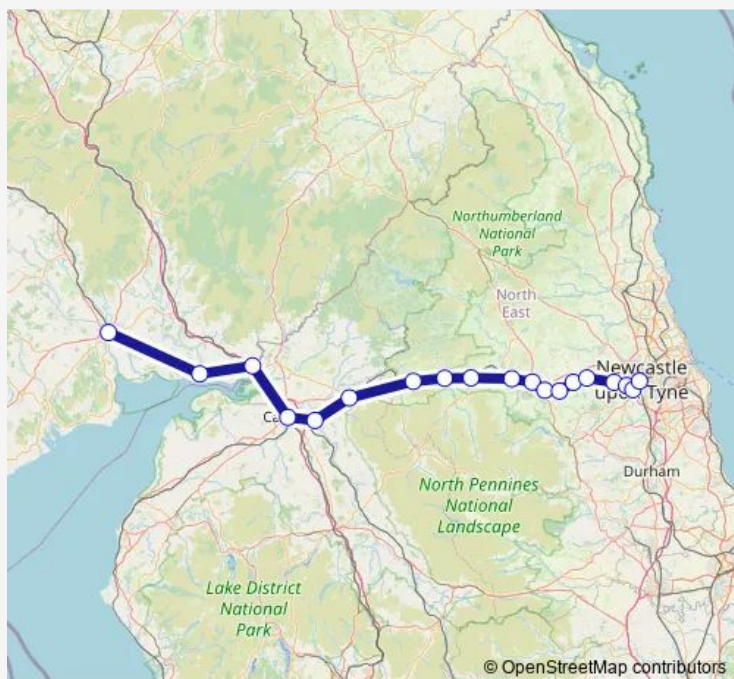 Northumberland
National
Park
North
East
Newcastle
upon Tyne
Ca
Durham
North Pennines
National
Landscape
Lake District
National
Park
© OpenStreetMap contributors